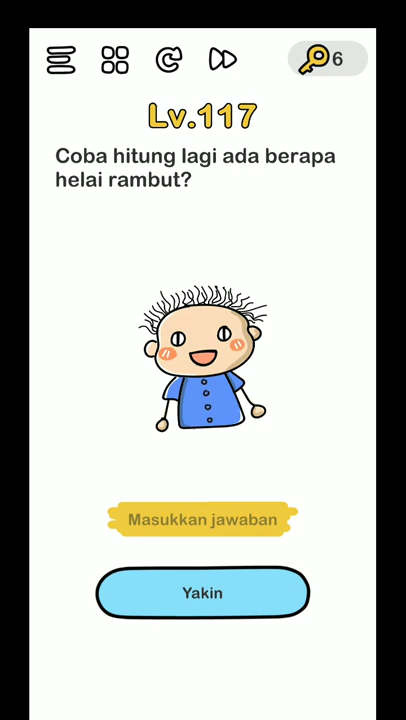 6
Lv.117
Coba hitung lagi ada berapa
helai rambut?
Masukkan jawaban
Yakin